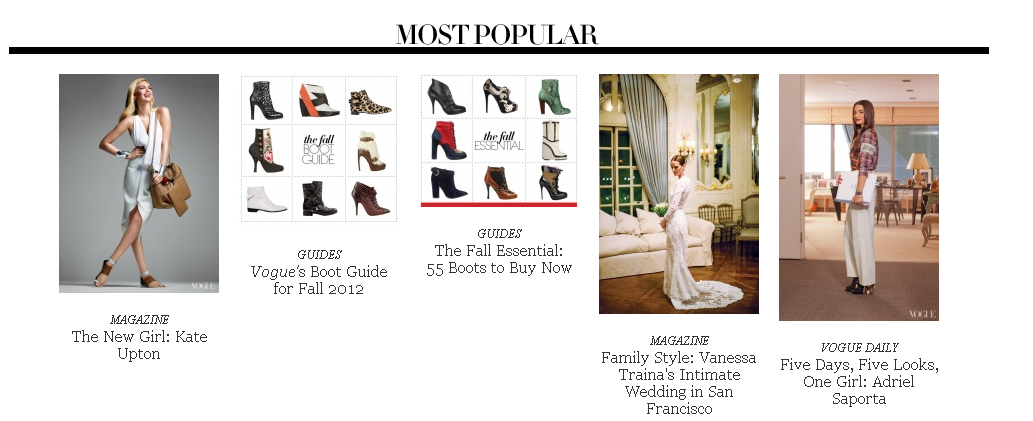 MOST POPULAR
VOGUE
MAGAZINE
The New Girl: Kate
Upton
the fall
BOOT
GUIDE
GUIDES
Vogue's Boot Guide
for Fall 2012
the fall
ESSENTIAL
GUIDES
The Fall Essential:
55 Boots to Buy Now
MAGAZINE
Family Style: Vanessa
Traina's Intimate
Wedding in San
Francisco
VOGUE
VOGUE DAILY
Five Days, Five Looks,
One Girl: Adriel
Saporta